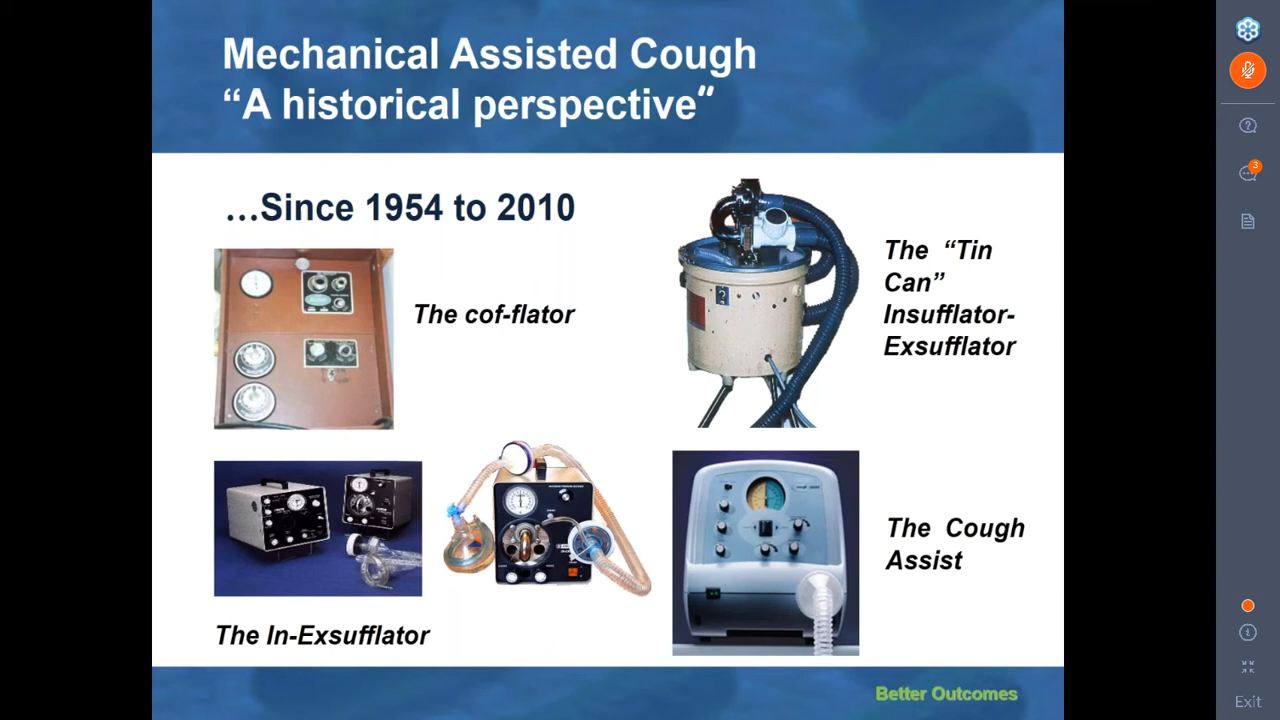 Mechanical Assisted Cough
“A historical perspective”
…Since 1954 to 2010
The cof-flator
The “Tin
Can”
Insufflator-
Exsufflator
The In-Exsufflator
The Cough
Assist
Better Outcomes
3
Exit